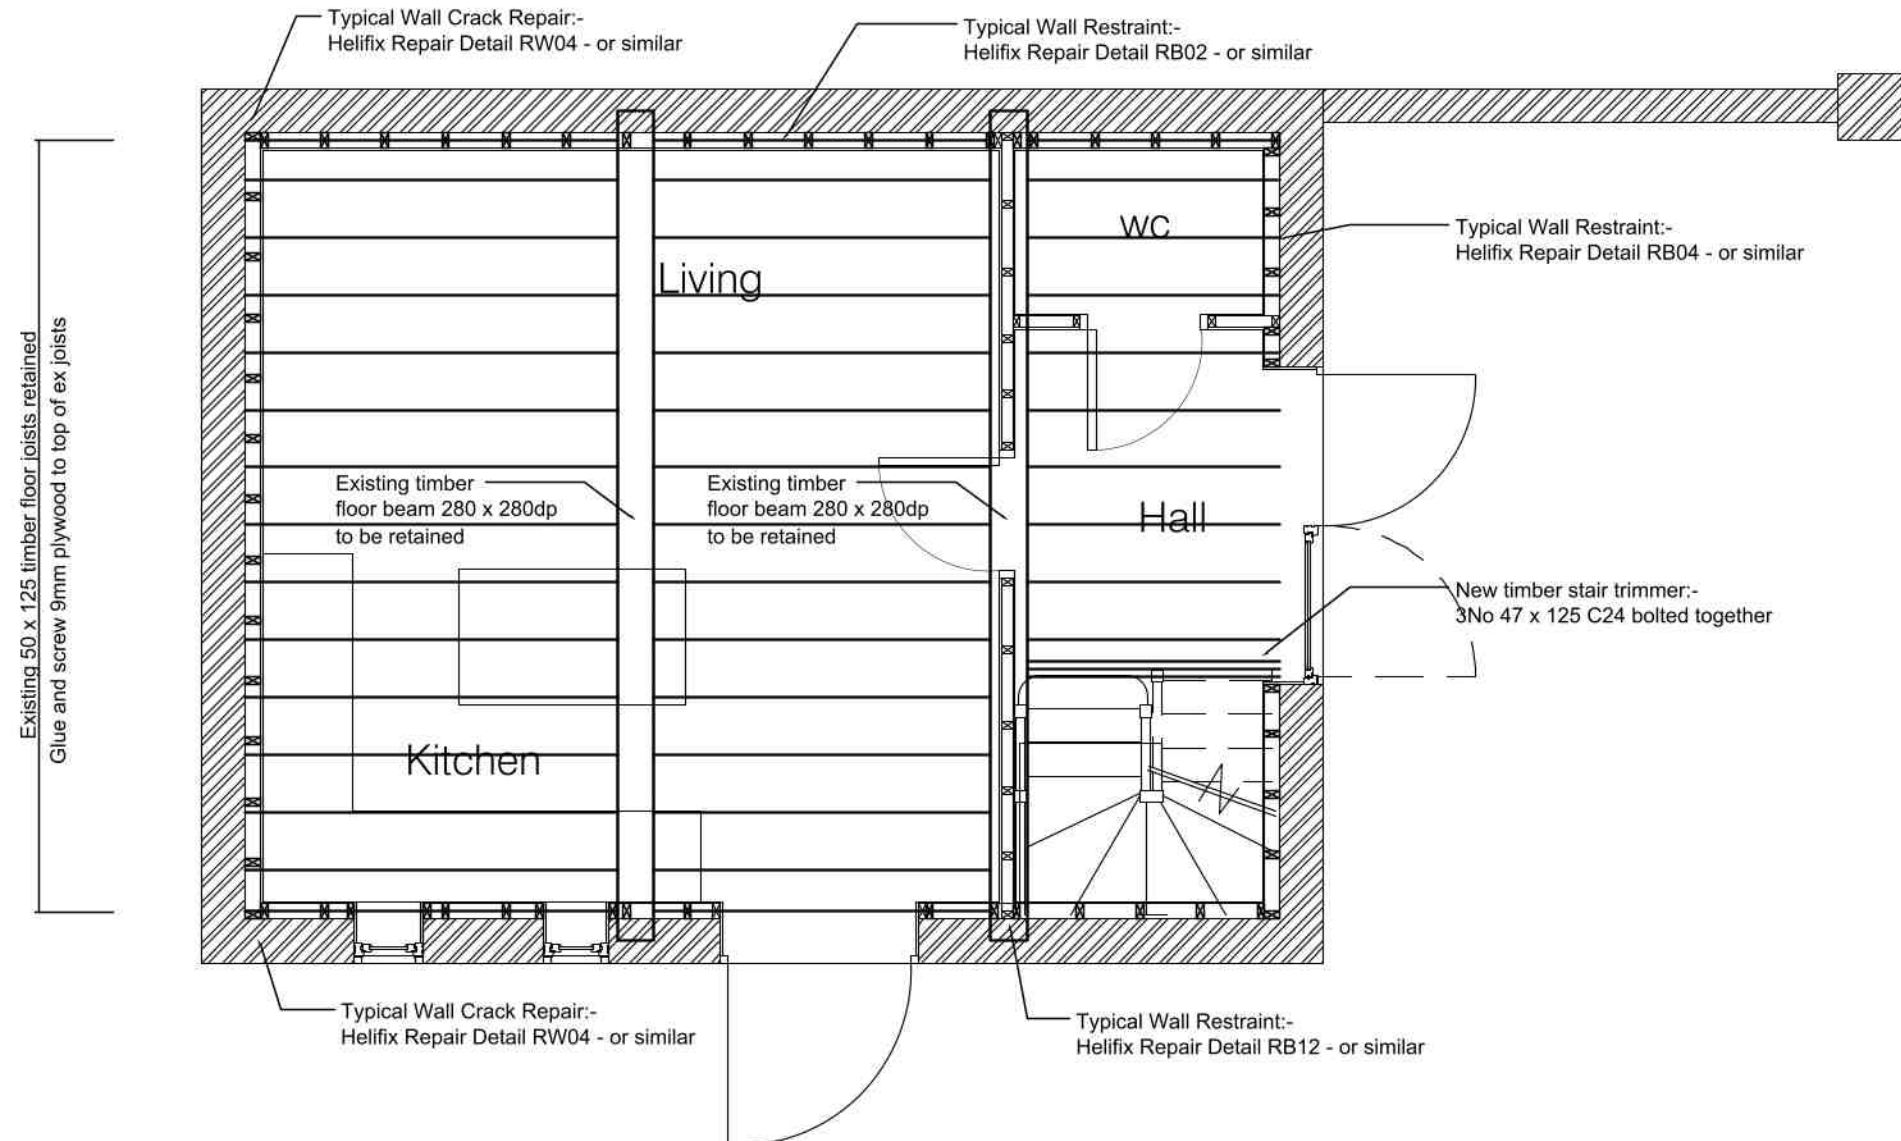 Typical Wall Crack Repair:-
Helifix Repair Detail RW04 - or similar
Typical Wall Restraint:-
Helifix Repair Detail RB02 - or similar
WC
Typical Wall Restraint:-
Helifix Repair Detail RB04 - or similar
Living
Existing 50 x 125 timber floor joists retained
Glue and screw 9mm plywood to top of ex joists
Existing timber
floor beam 280 x 280dp
to be retained
Existing timber
floor beam 280 x 280dp
to be retained
Hall
New timber stair trimmer:-
3No 47 x 125 C24 bolted together
Kitchen
Typical Wall Crack Repair:-
Helifix Repair Detail RW04 - or similar
Typical Wall Restraint:-
Helifix Repair Detail RB12 - or similar